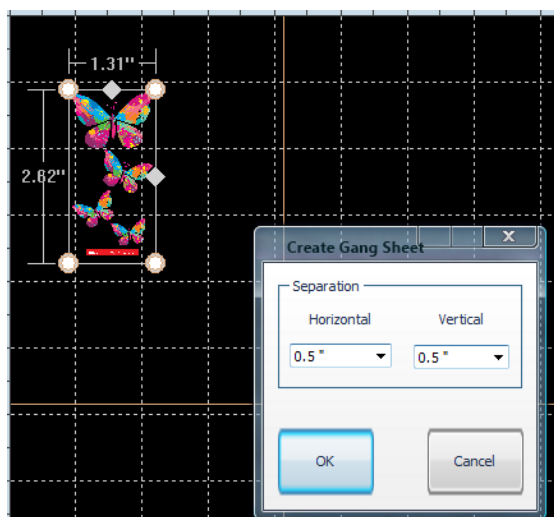 1.31"
2.62"
Create Gang Sheet
X
Separation
Horizontal
Vertical
0.5 "
0.5 "
OK
Cancel